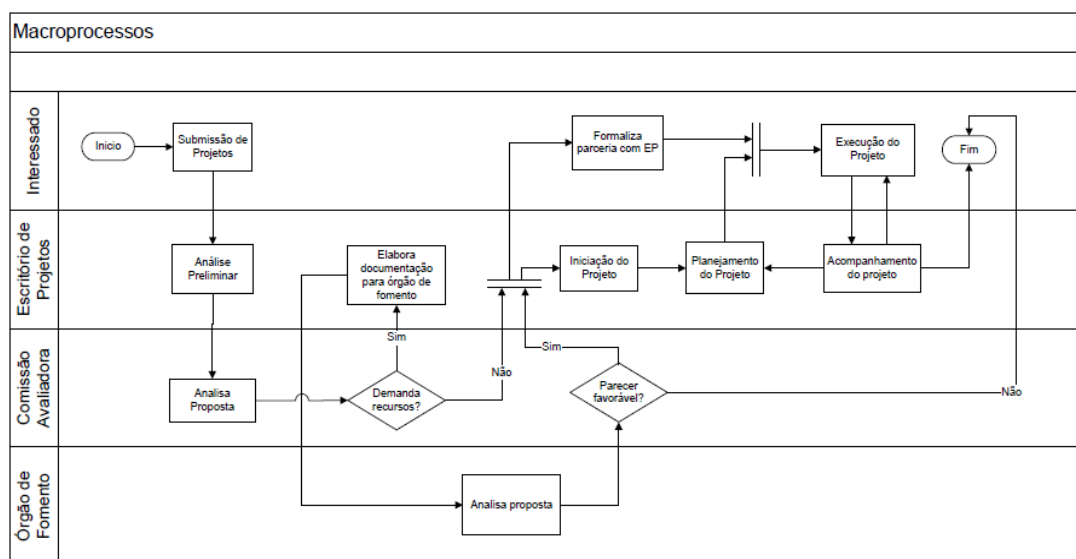 Macroprocessos
Interessado
Inicio
Submissão de
Projetos
Formaliza
parceria com EP
Execução do
Projeto
Fim
Escritório de
Projetos
Análise
Preliminar
Elabora
documentação
para órgão de
fomento
Iniciação do
Projeto
Planejamento
do Projeto
Acompanhamento
do projeto
Comissão
Avaliadora
Analisa
Proposta
Sim
Demanda
recursos?
Não
Sim
Parecer
favorável?
Não
Órgão de
Fomento
Analisa proposta